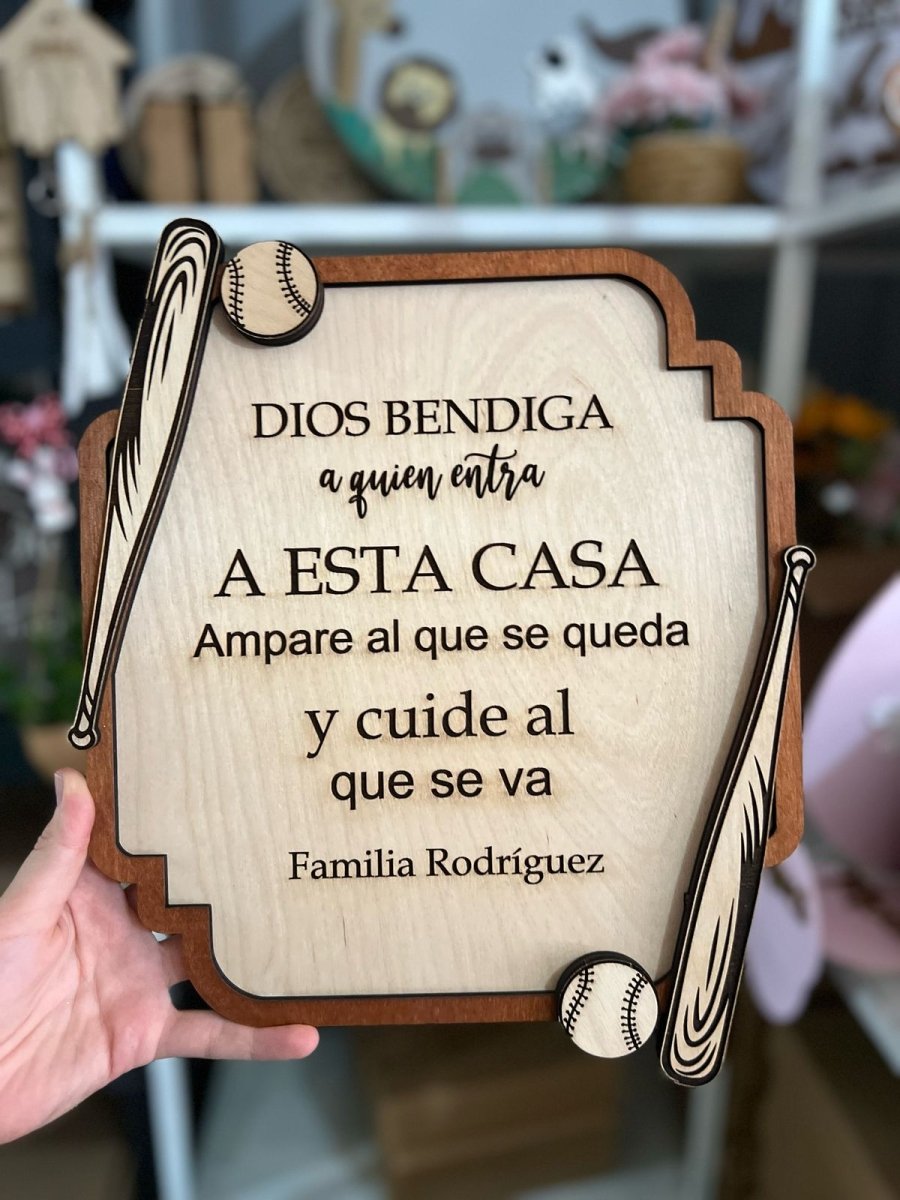 DIOS BENDIGA
a quien entra
A ESTA CASA
Ampare al que se queda
y cuide al
que se va
Familia Rodríguez